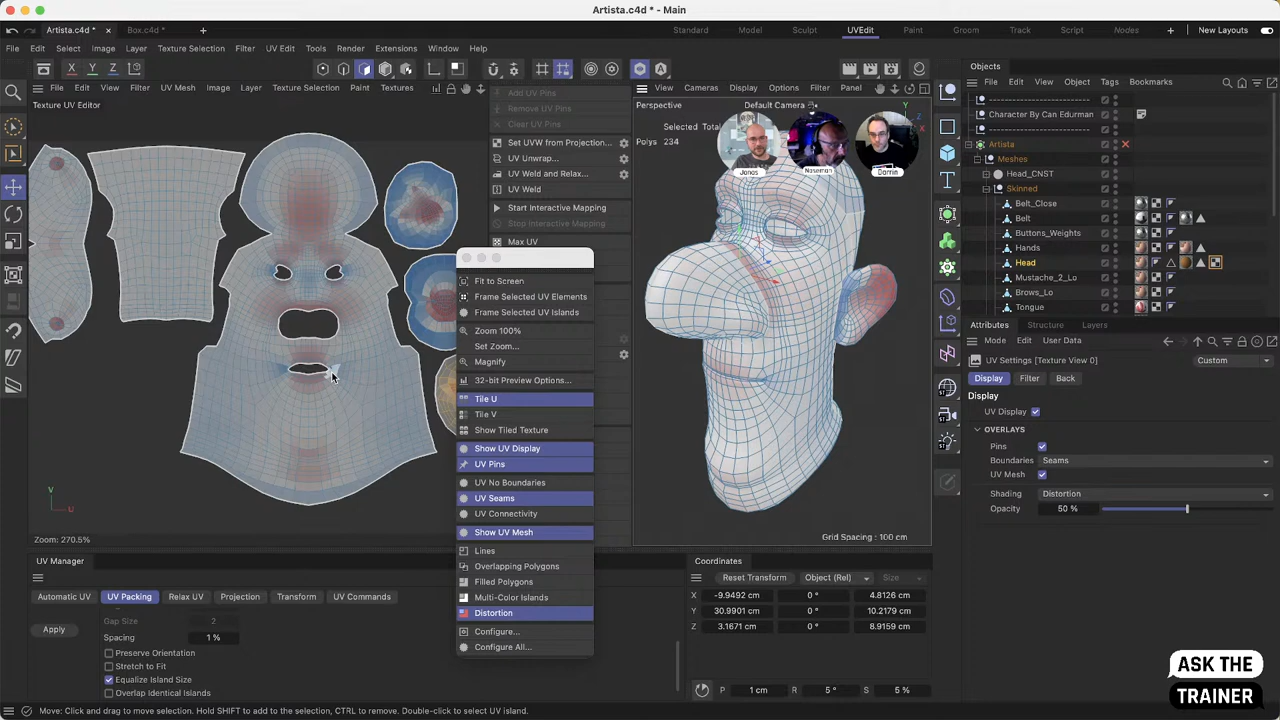 Artista.c4d * - Main
Artista.c4d *
Box.c4d *
Standard
Model
Sculpt
UVEdit
Paint
Groom
Track
Script
Nodes
New Layouts
File Edit Select Image Layer Texture Selection Filter UV Edit Tools Render Extensions Window Help
X Y Z
File Edit View UV Mesh Image Layer Texture Selection Paint Textures
Texture UV Editor
Zoom: 270.5%
Add UV Pins
Remove UV Pins
Clear UV Pins
Set UVW from Projection...
UV Unwrap...
UV Weld and Relax...
UV Weld
Start Interactive Mapping
Stop Interactive Mapping
Max UV
Fit to Screen
Frame Selected UV Elements
Frame Selected UV Islands
Zoom 100%
Set Zoom...
Magnify
32-bit Preview Options...
Tile U
Tile V
Show Tiled Texture
Show UV Display
UV Pins
UV No Boundaries
UV Seams
UV Connectivity
Show UV Mesh
Lines
Overlapping Polygons
Filled Polygons
Multi-Color Islands
Distortion
Configure...
Configure All...
View Cameras Display Options Filter Panel
Perspective
Default Camera
Selected Total
Polys 234
Jonas
Noseman
Darrin
Grid Spacing : 100 cm
Objects
File Edit View Object Tags Bookmarks
Character By Can Edurman
Artista
Meshes
Head_CNST
Skinned
Belt_Close
Belt
Buttons_Weights
Hands
Head
Mustache_2_Lo
Brows_Lo
Tongue
Attributes Structure Layers
Mode Edit User Data
UV Settings [Texture View 0]
Custom
Display Filter Back
Display
UV Display
OVERLAYS
Pins
Boundaries Seams
UV Mesh
Shading Distortion
Opacity 50 %
UV Manager
Automatic UV UV Packing Relax UV Projection Transform UV Commands
Apply
Gap Size 2
Spacing 1 %
Preserve Orientation
Stretch to Fit
Equalize Island Size
Overlap Identical Islands
Coordinates
Reset Transform Object (Rel) Size
X -9.9492 cm 0 ° 4.8126 cm
Y 30.9901 cm 0 ° 10.2179 cm
Z 3.1671 cm 0 ° 8.9159 cm
P 1 cm R 5 ° S 5 %
ASK THE
TRAINER
Move: Click and drag to move selection. Hold SHIFT to add to the selection, CTRL to remove. Double-click to select UV island.